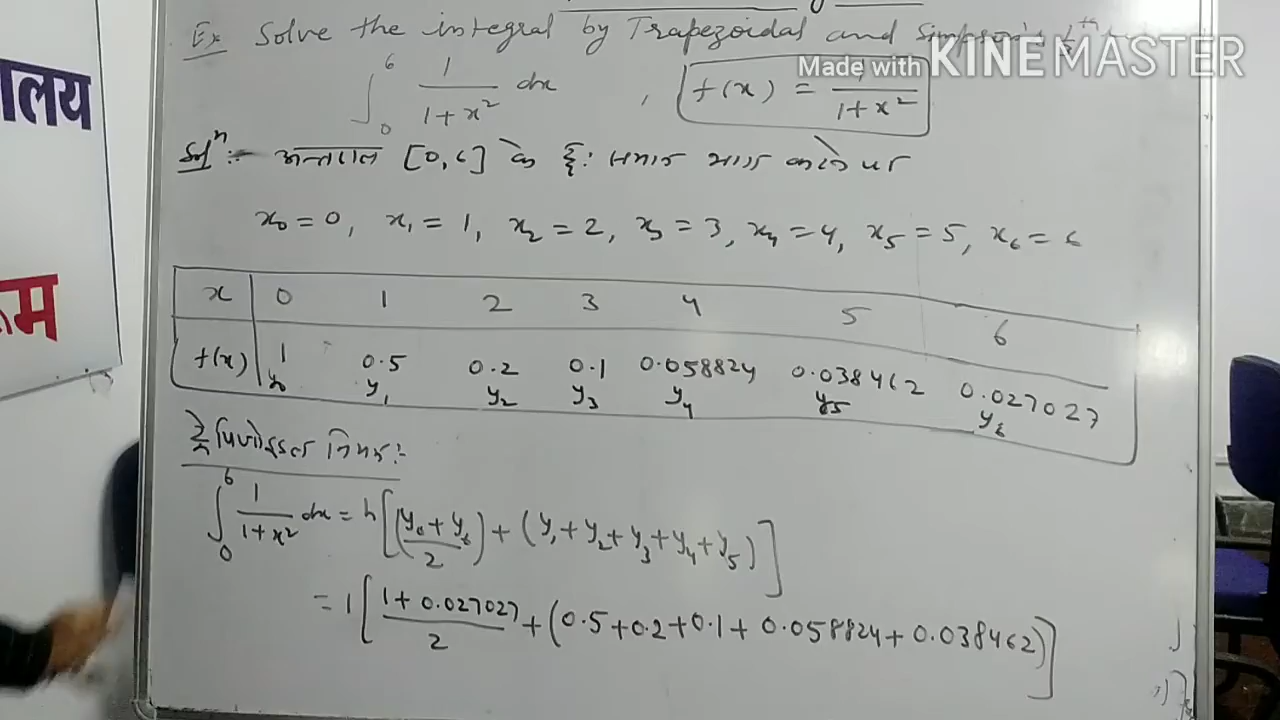 Ex Solve the integral by Trapezoidal and Simpson's
Made with KINEMASTER
∫₀⁶ 1/(1+x²) dx , f(x) = 1/(1+x²)
Solⁿ :- अन्तराल [0,6] के छ: समान भाग करने पर
x₀ = 0, x₁ = 1, x₂ = 2, x₃ = 3, x₄ = 4, x₅ = 5, x₆ = 6
x 0 1 2 3 4 5 6
f(x) 1 0.5 0.2 0.1 0.058824 0.038462 0.027027
y₀ y₁ y₂ y₃ y₄ y₅ y₆
ट्रेपिजोइडल नियम :-
∫₀⁶ 1/(1+x²) dx = h[(y₀+y₆)/2 + (y₁+y₂+y₃+y₄+y₅)]
= 1[(1+0.027027)/2 + (0.5+0.2+0.1+0.058824+0.038462)]
ालय
म